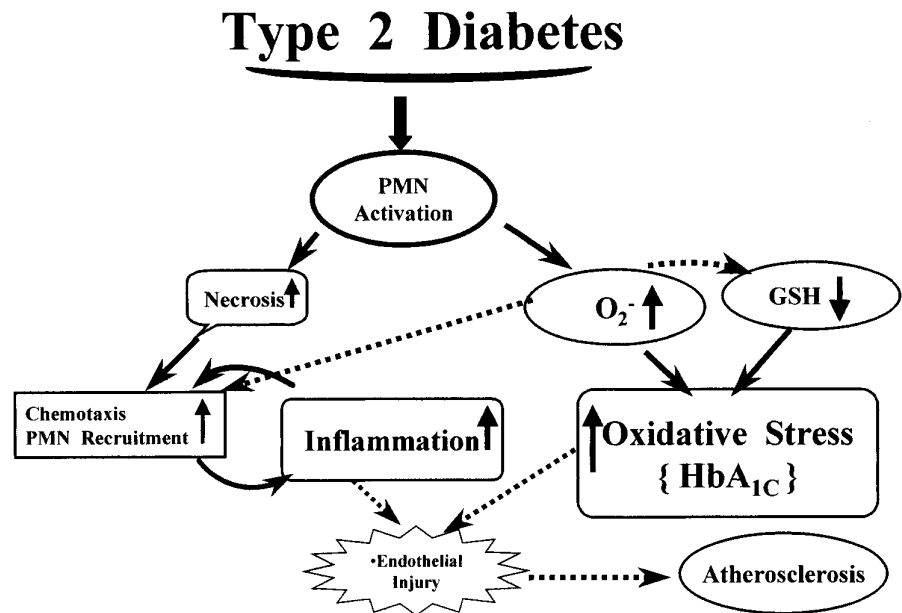 Type 2 Diabetes
PMN
Activation
Necrosis
O₂⁻
GSH
Chemotaxis
PMN Recruitment
Inflammation
Oxidative Stress
{ HbA₁C }
•Endothelial
Injury
Atherosclerosis